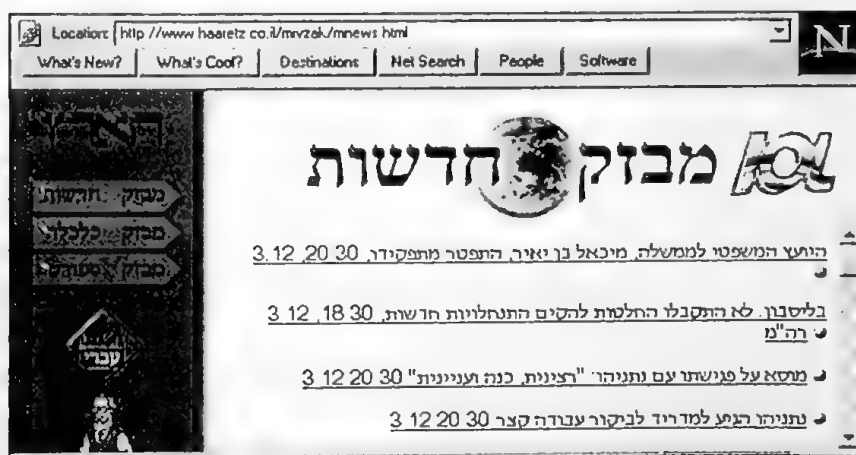 Location: http //www haaretz co.il/mrvzak/mnews html
What's New? What's Cool? Destinations Net Search People Software
N
מבזק חדשות
מבזק חדשות
מבזק כלכלי
מבזק
עברי
היועץ המשפטי לממשלה, מיכאל בן יאיר, התפטר מתפקידו, 20 30, 3.12
בליסבון. לא התקבלו החלטות להקים התנחלויות חדשות, 18 30, 3 12
רה"מ
מוסא על פגישתו עם נתניהו: "רצינית, כנה ועניינית" 30 20 12 3
נתניהו הגיע למדריד לביקור עבודה קצר 30 20 12 3